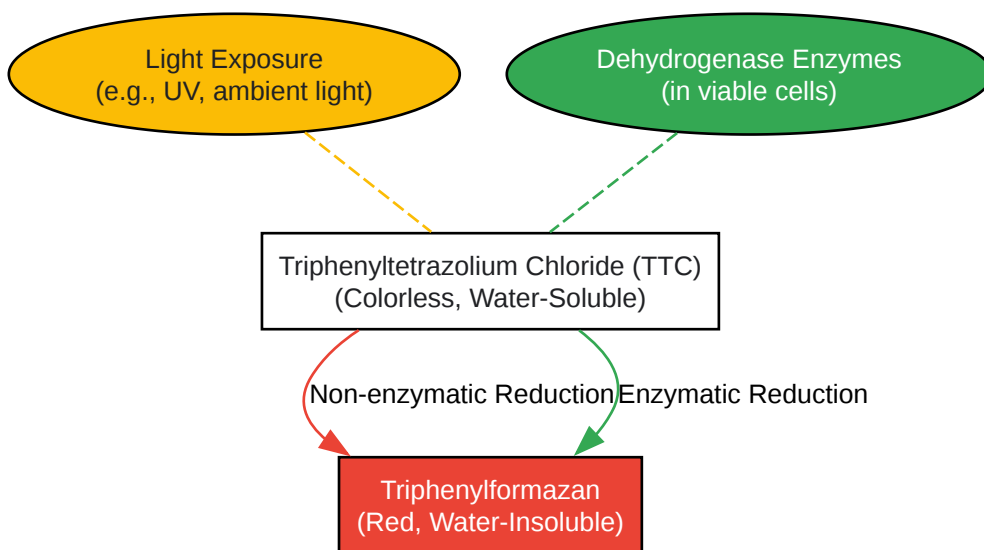 Light Exposure
(e.g., UV, ambient light)
Dehydrogenase Enzymes
(in viable cells)
Triphenyltetrazolium Chloride (TTC)
(Colorless, Water-Soluble)
Non-enzymatic Reduction
Enzymatic Reduction
Triphenylformazan
(Red, Water-Insoluble)